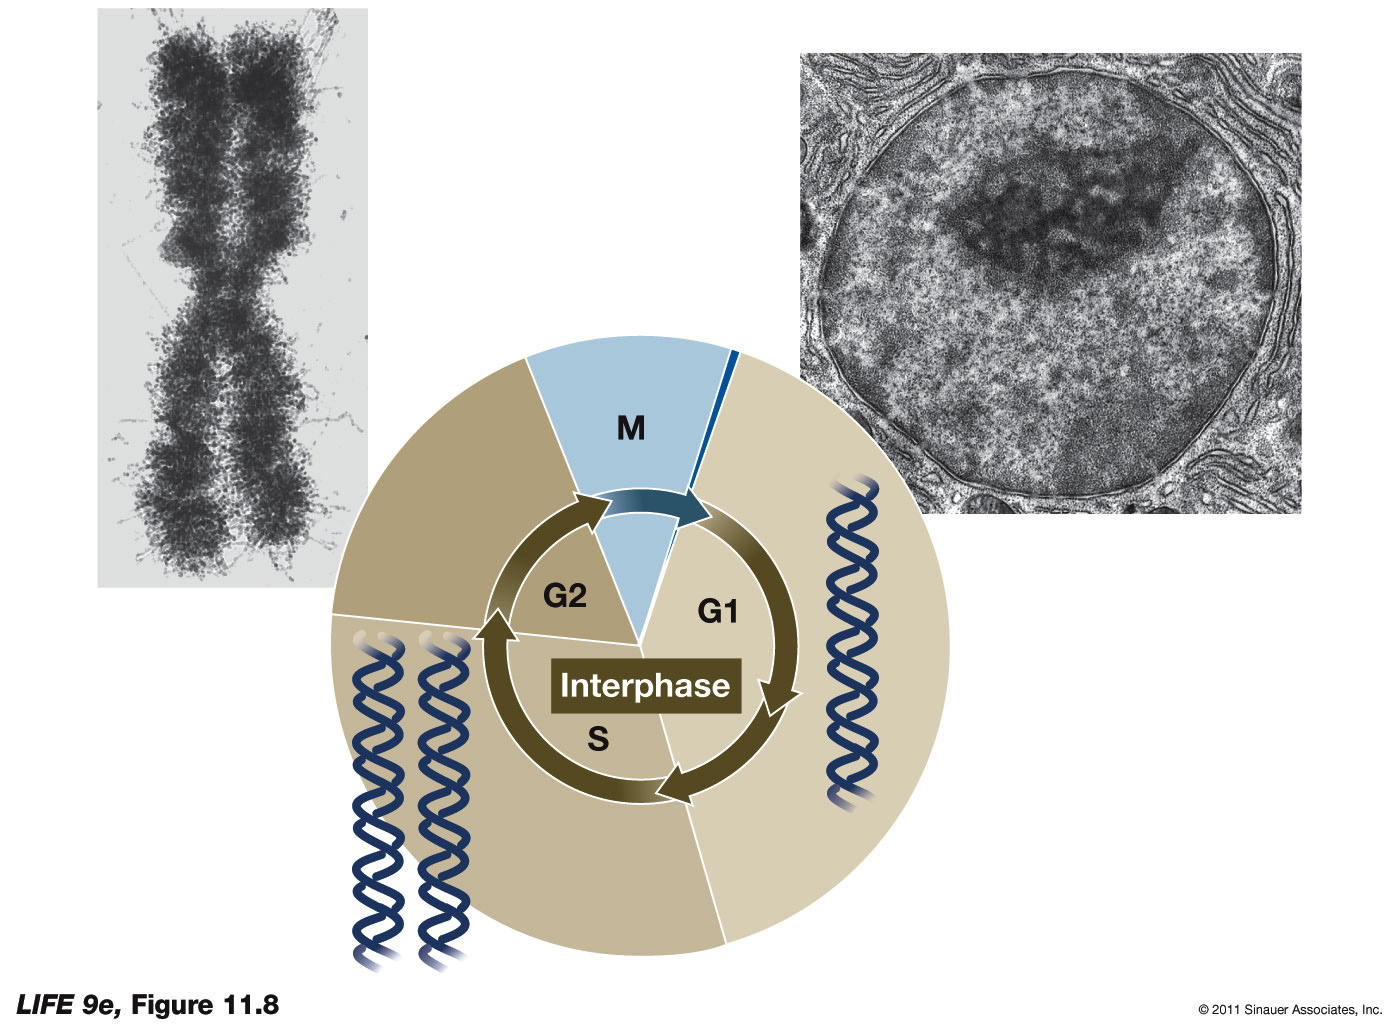 M
G2
G1
Interphase
S
LIFE 9e, Figure 11.8
© 2011 Sinauer Associates, Inc.